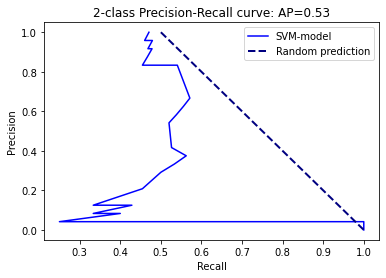 2-class Precision-Recall curve: AP=0.53
SVM-model
Random prediction
Precision
1.0
0.8
0.6
0.4
0.2
0.0
0.3 0.4 0.5 0.6 0.7 0.8 0.9 1.0
Recall